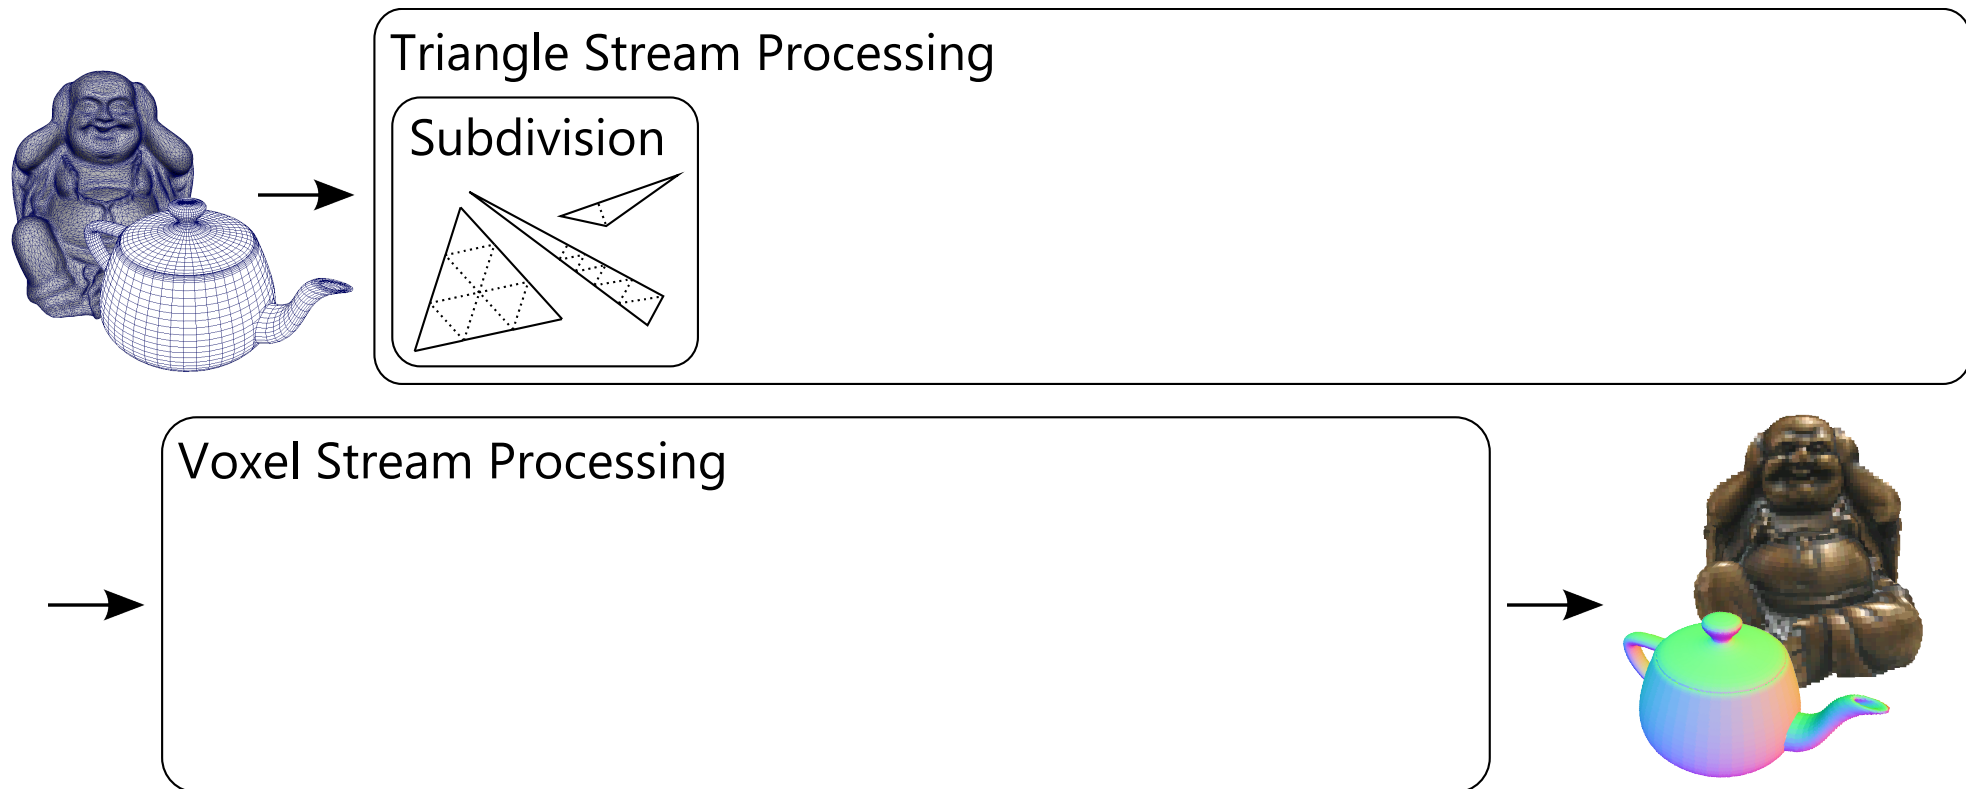 Triangle Stream Processing
Subdivision
Voxel Stream Processing